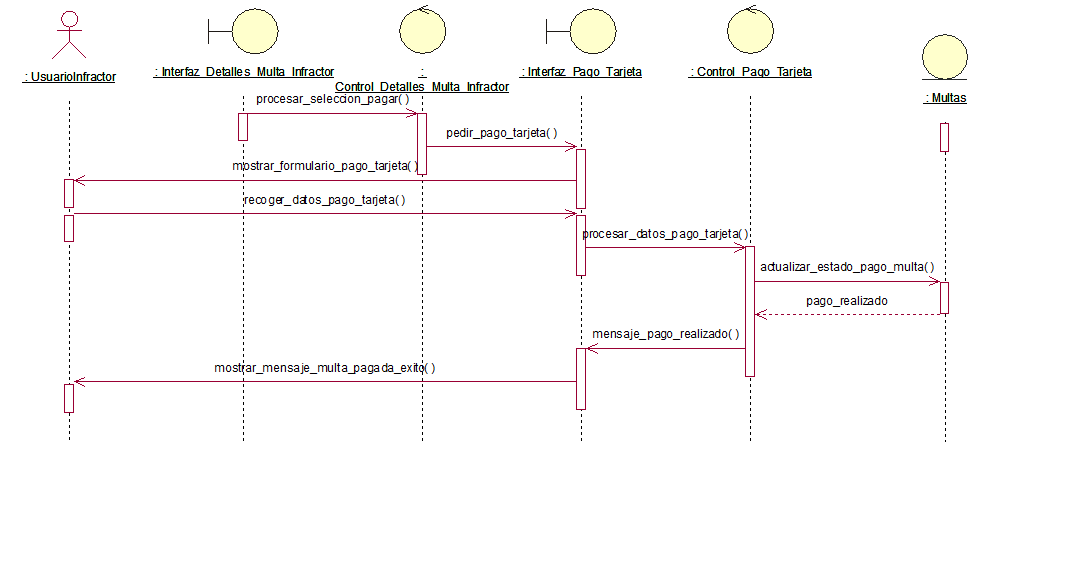 : UsuarioInfractor
: Interfaz_Detalles_Multa_Infractor
:
Control_Detalles_Multa_Infractor
: Interfaz_Pago_Tarjeta
: Control_Pago_Tarjeta
: Multas
procesar_seleccion_pagar( )
pedir_pago_tarjeta( )
mostrar_formulario_pago_tarjeta( )
recoger_datos_pago_tarjeta( )
procesar_datos_pago_tarjeta( )
actualizar_estado_pago_multa( )
pago_realizado
mensaje_pago_realizado( )
mostrar_mensaje_multa_pagada_exito( )